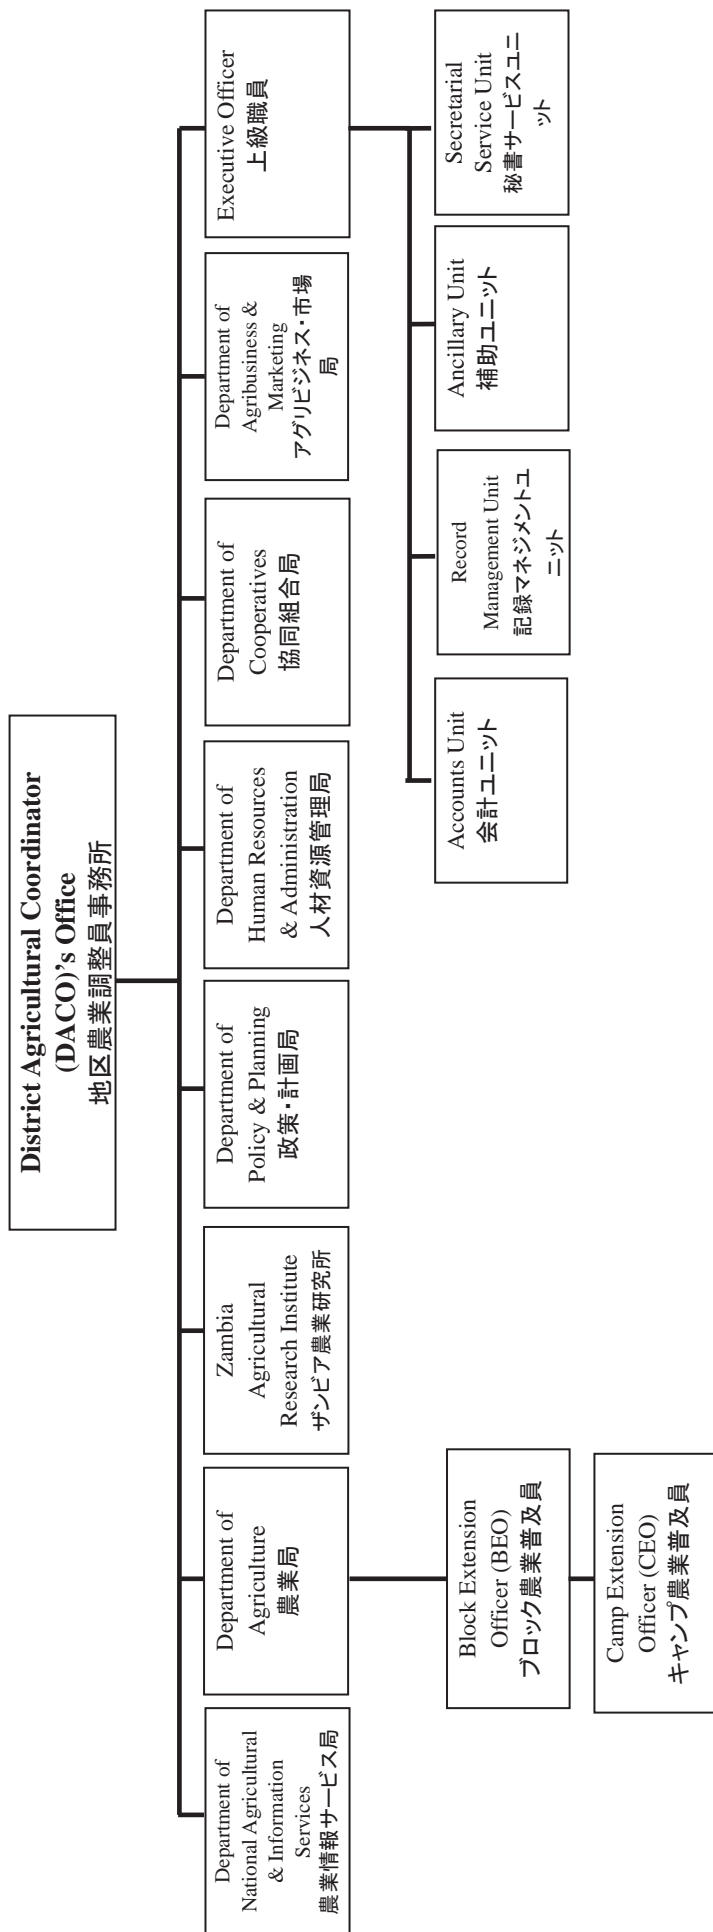 District Agricultural Coordinator
(DACO)'s Office
地区農業調整員事務所
Department of
National Agricultural
& Information
Services
農業情報サービス局
Department of
Agriculture
農業局
Zambia
Agricultural
Research Institute
ザンビア農業研究所
Department of
Policy & Planning
政策・計画局
Department of
Human Resources
& Administration
人材資源管理局
Department of
Cooperatives
協同組合局
Department of
Agribusiness &
Marketing
アグリビジネス・市場
局
Executive Officer
上級職員
Block Extension
Officer (BEO)
ブロック農業普及員
Camp Extension
Officer (CEO)
キャンプ農業普及員
Accounts Unit
会計ユニット
Record
Management Unit
記録マネジメントユ
ニット
Ancillary Unit
補助ユニット
Secretarial
Service Unit
秘書サービスユニ
ット